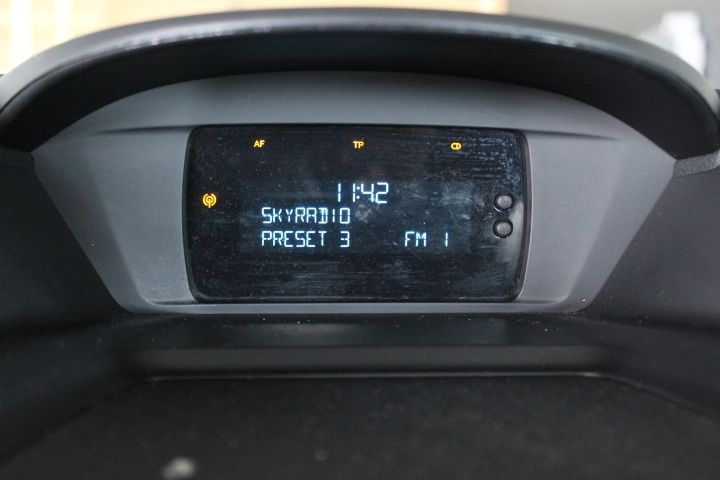 AF TP
11:42
SKYRADIO
PRESET 3 FM 1